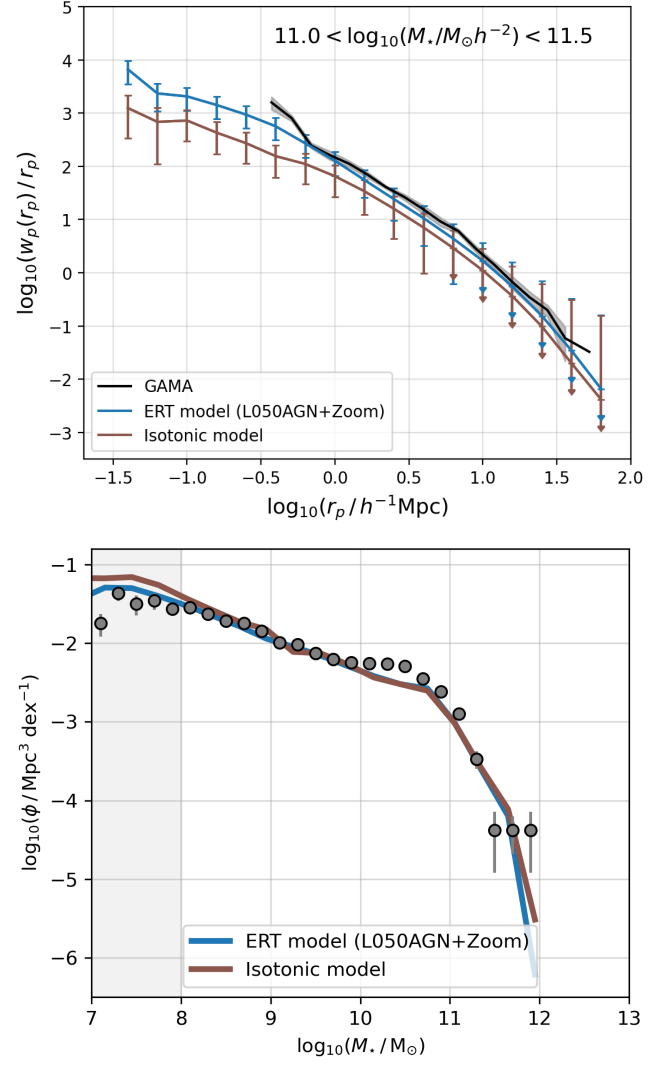 5
11.0 < log₁₀(M⋆/M⊙h⁻²) < 11.5
4
3
2
1
0
−1
−2
−3
log₁₀(wₚ(rₚ) / rₚ)
GAMA
ERT model (L050AGN+Zoom)
Isotonic model
−1.5 −1.0 −0.5 0.0 0.5 1.0 1.5 2.0
log₁₀(rₚ / h⁻¹Mpc)
−1
−2
−3
−4
−5
−6
log₁₀(ϕ / Mpc³ dex⁻¹)
ERT model (L050AGN+Zoom)
Isotonic model
7 8 9 10 11 12 13
log₁₀(M⋆ / M⊙)